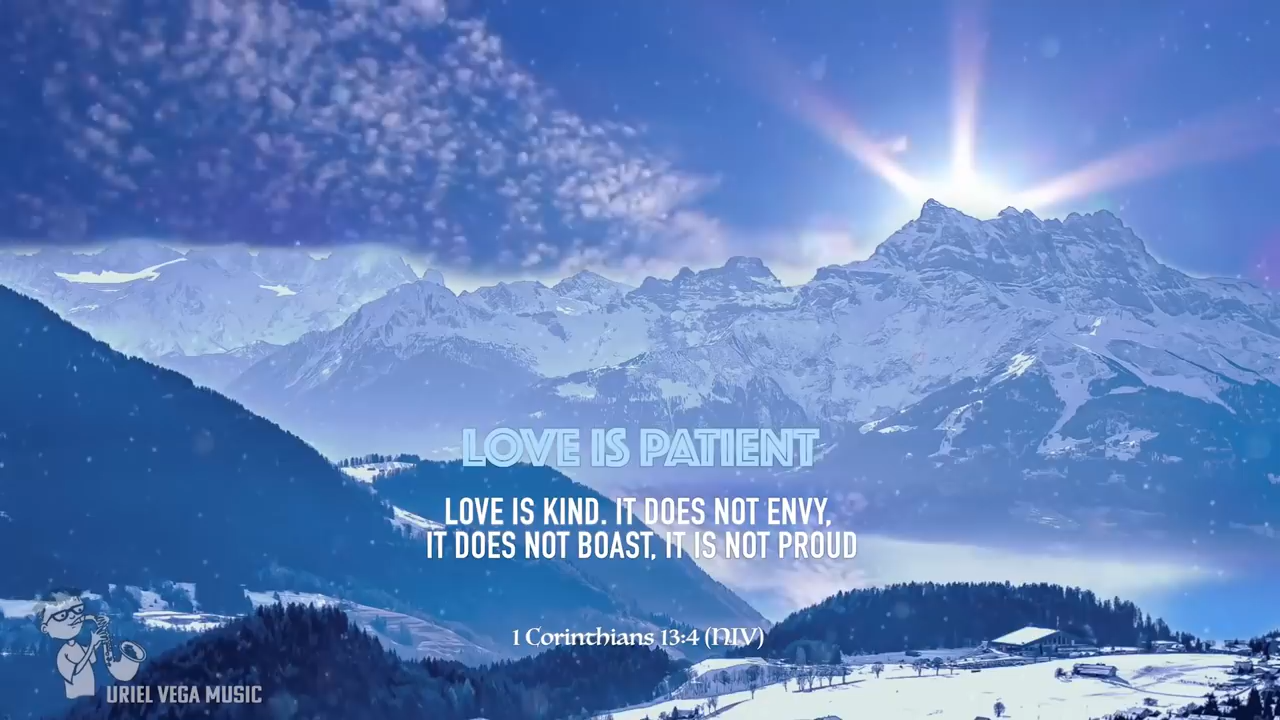 LOVE IS PATIENT
LOVE IS KIND. IT DOES NOT ENVY,
IT DOES NOT BOAST, IT IS NOT PROUD
1 Corinthians 13:4 (NIV)
URIEL VEGA MUSIC